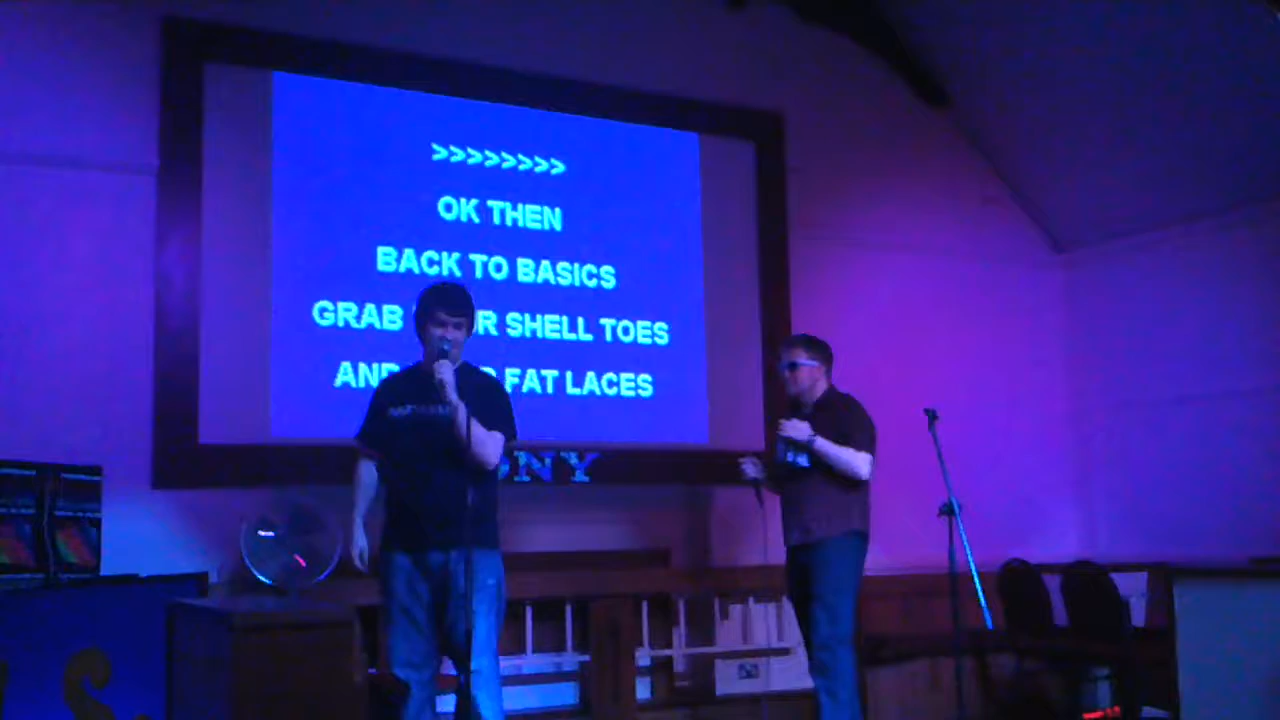 >>>>>>>>
OK THEN
BACK TO BASICS
GRAB R SHELL TOES
AND FAT LACES
S.